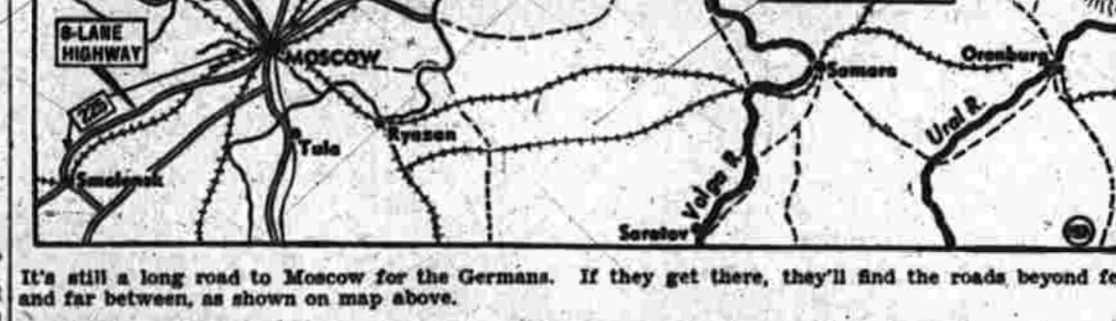 8-LANE
HIGHWAY
MOSCOW
225
Samara
Orenburg
Ryazan
Ural R.
Tula
Smolensk
Volga R.
Saratov
It's still a long road to Moscow for the Germans. If they get there, they'll find the roads beyond
and far between, as shown on map above.